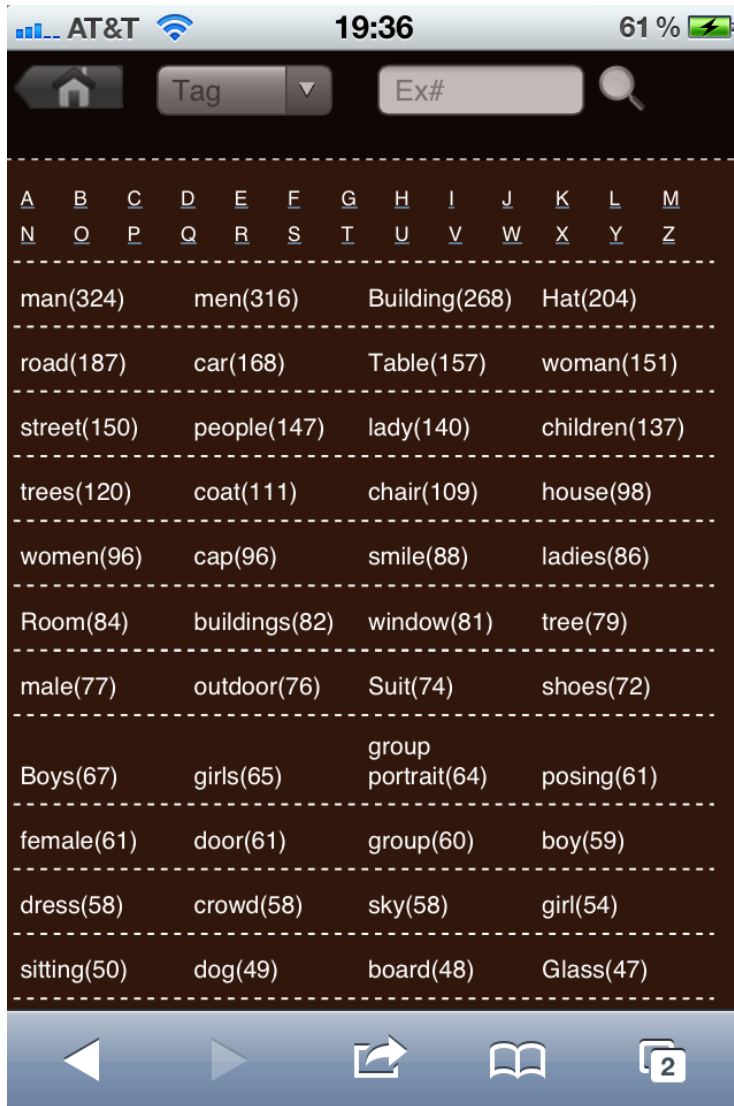 AT&T 19:36 61 %
Tag Ex#
A B C D E F G H I J K L M
N O P Q R S T U V W X Y Z
man(324) men(316) Building(268) Hat(204)
road(187) car(168) Table(157) woman(151)
street(150) people(147) lady(140) children(137)
trees(120) coat(111) chair(109) house(98)
women(96) cap(96) smile(88) ladies(86)
Room(84) buildings(82) window(81) tree(79)
male(77) outdoor(76) Suit(74) shoes(72)
group
Boys(67) girls(65) portrait(64) posing(61)
female(61) door(61) group(60) boy(59)
dress(58) crowd(58) sky(58) girl(54)
sitting(50) dog(49) board(48) Glass(47)
2